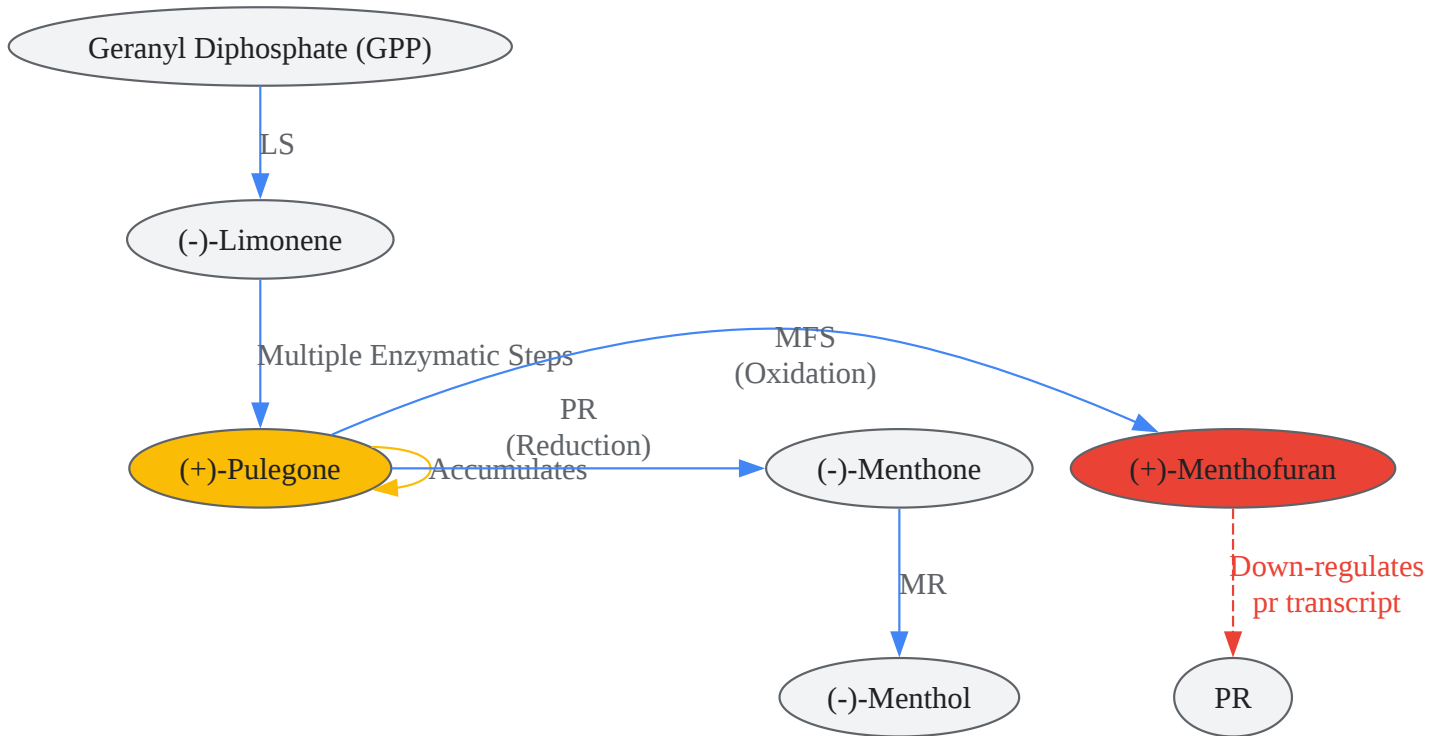 Geranyl Diphosphate (GPP)
LS
(-)-Limonene
Multiple Enzymatic Steps
MFS
(Oxidation)
PR
(Reduction)
(+)-Pulegone
Accumulates
(-)-Menthone
(+)-Menthofuran
MR
Down-regulates
pr transcript
(-)-Menthol
PR